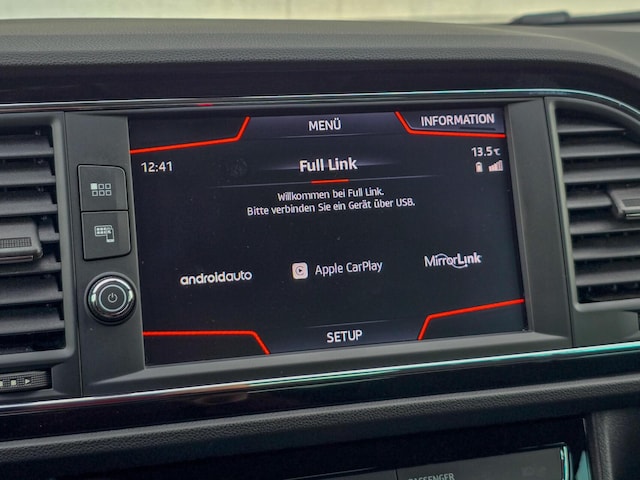 MENÜ
INFORMATION
12:41
Full Link
13.5°C
Willkommen bei Full Link.
Bitte verbinden Sie ein Gerät über USB.
androidauto
Apple CarPlay
MirrorLink
SETUP
PASSENGER